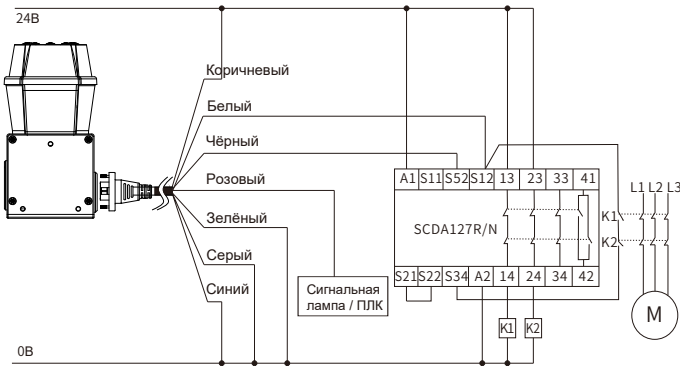 24В
Коричневый
Белый
Чёрный
Розовый
Зелёный
Серый
Синий
Сигнальная
лампа / ПЛК
A1 S11 S52 S12 13 23 33 41
SCDA127R/N
S21 S22 S34 A2 14 24 34 42
K1 K2
L1 L2 L3
K1
K2
M
0В